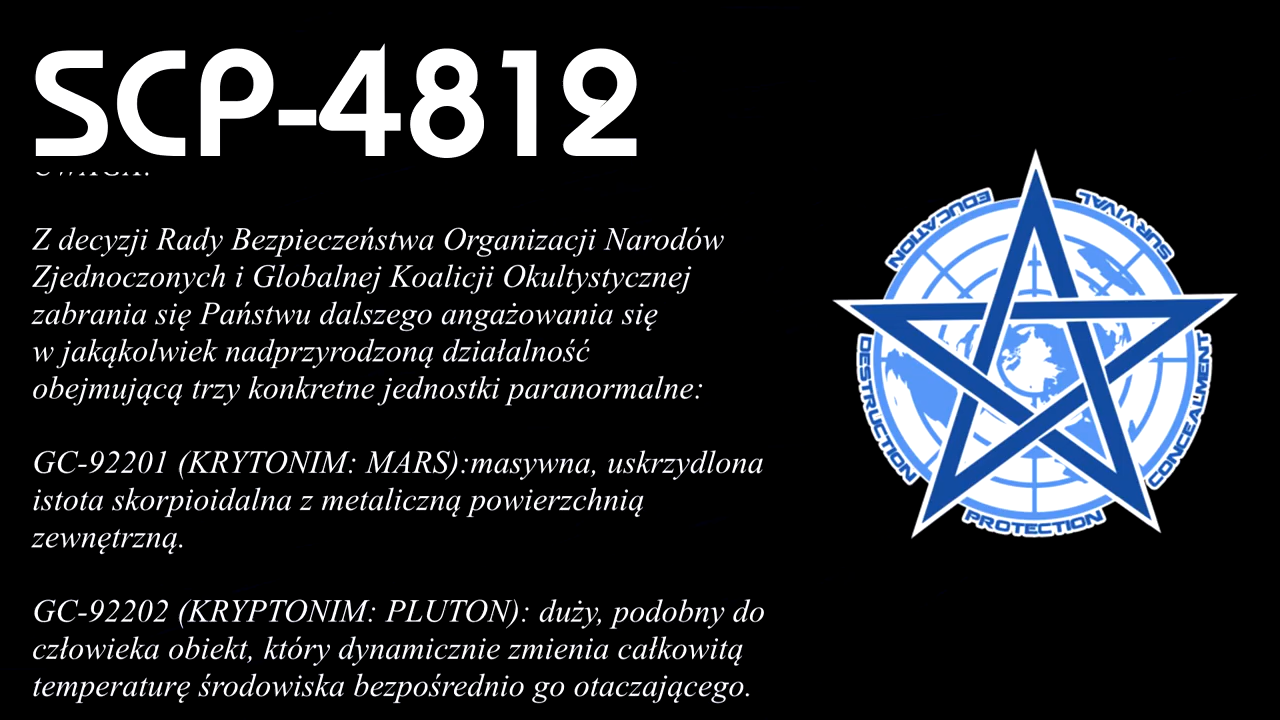 SCP-4812
UWAGA:
Z decyzji Rady Bezpieczeństwa Organizacji Narodów
Zjednoczonych i Globalnej Koalicji Okultystycznej
zabrania się Państwu dalszego angażowania się
w jakąkolwiek nadprzyrodzoną działalność
obejmującą trzy konkretne jednostki paranormalne:
GC-92201 (KRYTONIM: MARS):masywna, uskrzydlona
istota skorpioidalna z metaliczną powierzchnią
zewnętrzną.
GC-92202 (KRYPTONIM: PLUTON): duży, podobny do
człowieka obiekt, który dynamicznie zmienia całkowitą
temperaturę środowiska bezpośrednio go otaczającego.
EDUCATION
SURVIVAL
DESTRUCTION
CONCEALMENT
PROTECTION